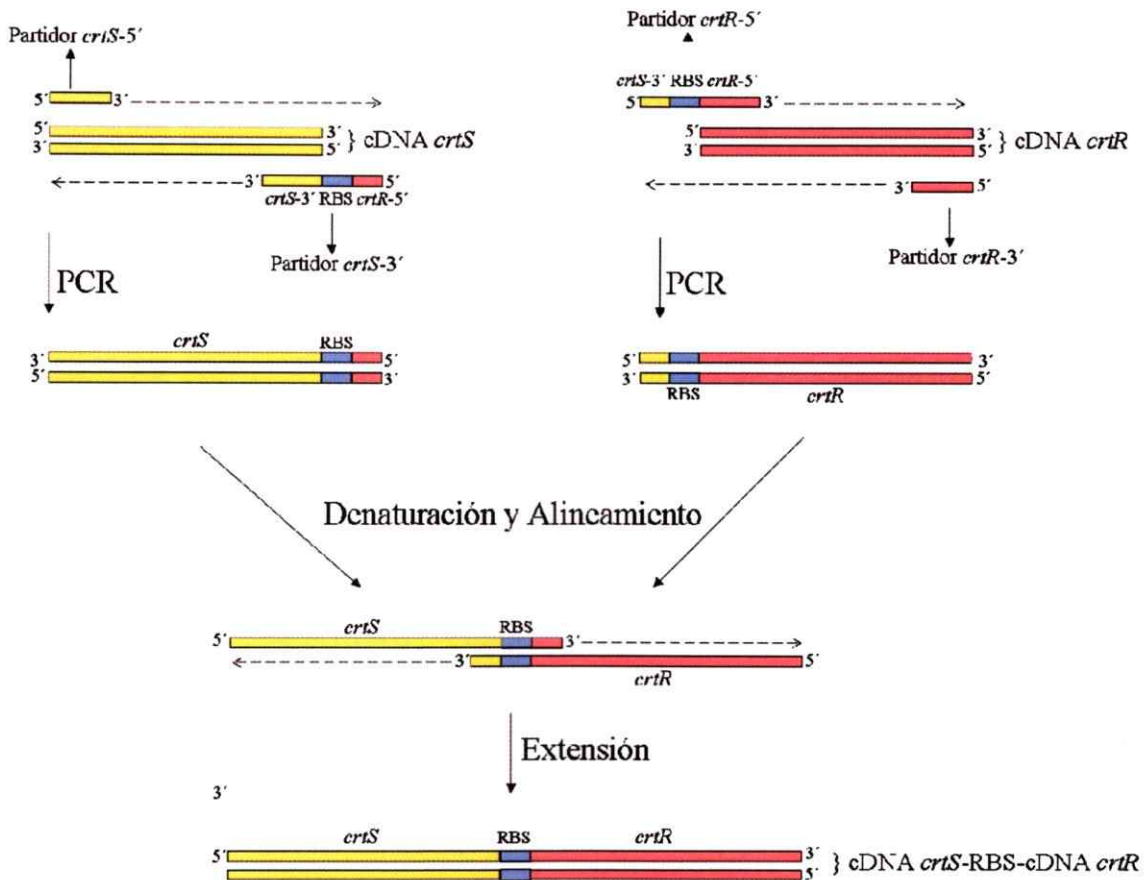 Partidor crtS-5´
5´ 3´
5´ 3´
3´ 5´
} cDNA crtS
3´ 5´
crtS-3´ RBS crtR-5´
Partidor crtS-3´
PCR
crtS RBS
3´ 5´
5´ 3´
Partidor crtR-5´
crtS-3´ RBS crtR-5´
5´ 3´
5´ 3´
3´ 5´
} cDNA crtR
3´ 5´
Partidor crtR-3´
PCR
5´ 3´
3´ 5´
RBS crtR
Denaturación y Alineamiento
crtS RBS
5´ 3´
3´ 5´
crtR
Extensión
3´
crtS RBS crtR
5´ 3´
5´
} cDNA crtS-RBS-cDNA crtR